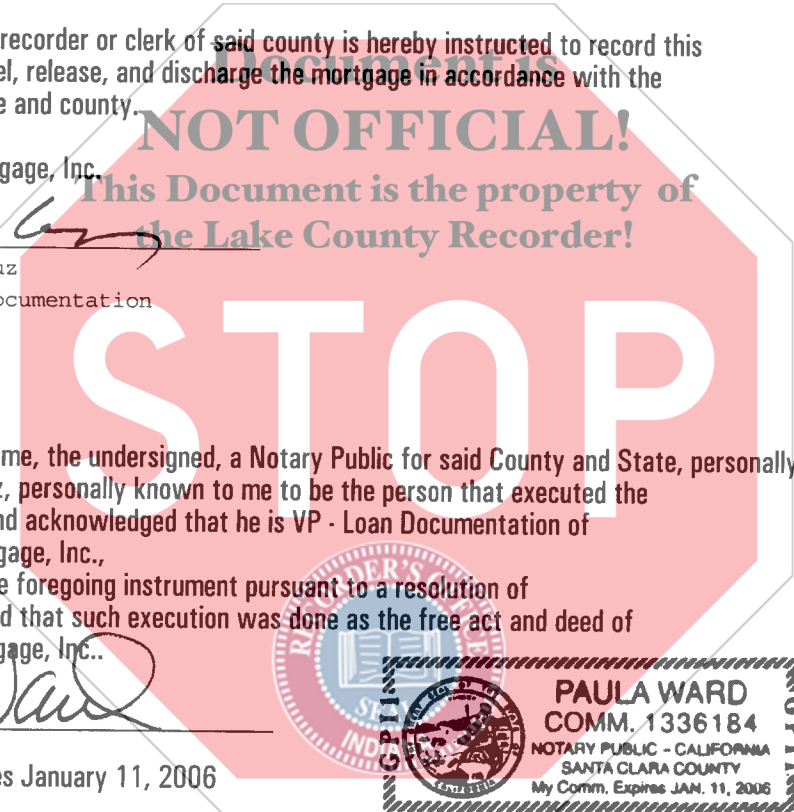 recorder or clerk of said county is hereby instructed to record this
Document is
el, release, and discharge the mortgage in accordance with the
e and county.
NOT OFFICIAL!
gage, Inc.
This Document is the property of
the Lake County Recorder!
uz
ocumentation
STOP
me, the undersigned, a Notary Public for said County and State, personally
z, personally known to me to be the person that executed the
nd acknowledged that he is VP - Loan Documentation of
gage, Inc.,
e foregoing instrument pursuant to a resolution of
d that such execution was done as the free act and deed of
gage, Inc..
RECORDER'S OFFICE
SEAL
INDIANA
PAULA WARD
COMM. 1336184
NOTARY PUBLIC - CALIFORNIA
SANTA CLARA COUNTY
My Comm. Expires JAN. 11, 2006
GPI1
es January 11, 2006